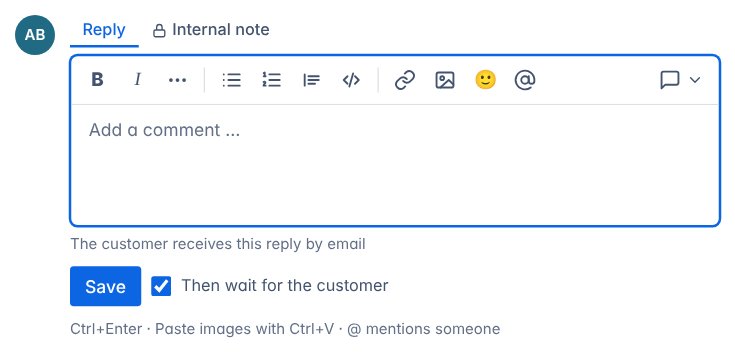 AB
Reply
Internal note
B I
Add a comment ...
The customer receives this reply by email
Save
Then wait for the customer
Ctrl+Enter · Paste images with Ctrl+V · @ mentions someone